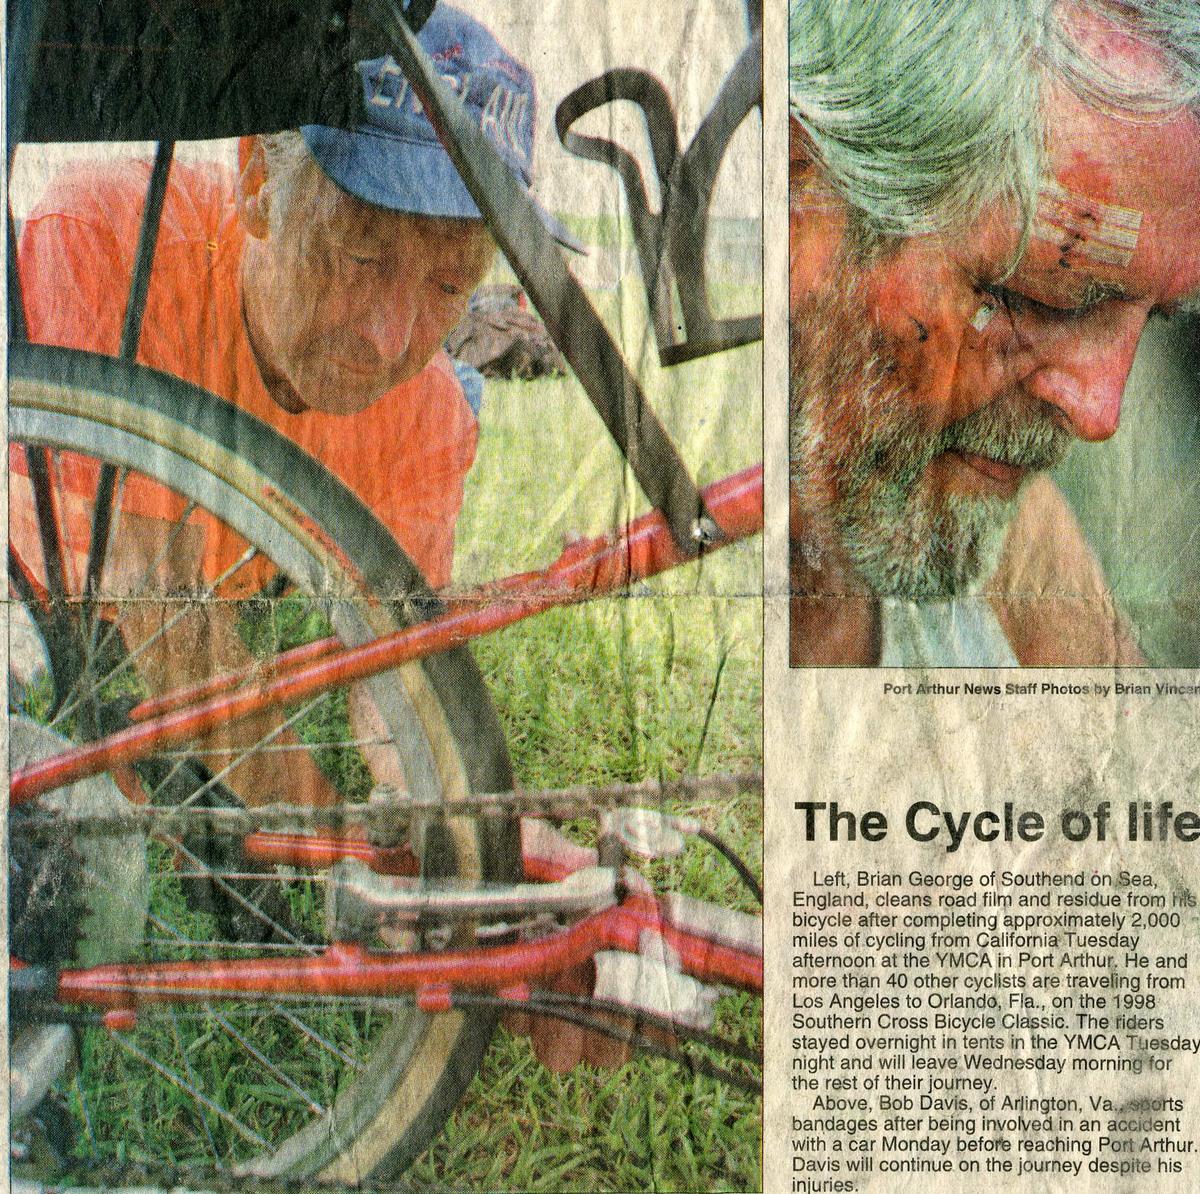 ENGLAND
Port Arthur News Staff Photos by Brian
The Cycle of life
Left, Brian George of Southend on Sea,
England, cleans road film and residue from his
bicycle after completing approximately 2,000
miles of cycling from California Tuesday
afternoon at the YMCA in Port Arthur. He and
more than 40 other cyclists are traveling from
Los Angeles to Orlando, Fla., on the 1998
Southern Cross Bicycle Classic. The riders
stayed overnight in tents in the YMCA Tuesday
night and will leave Wednesday morning for
the rest of their journey.
Above, Bob Davis, of Arlington, Va., sports
bandages after being involved in an accident
with a car Monday before reaching Port Arthur.
Davis will continue on the journey despite his
injuries.